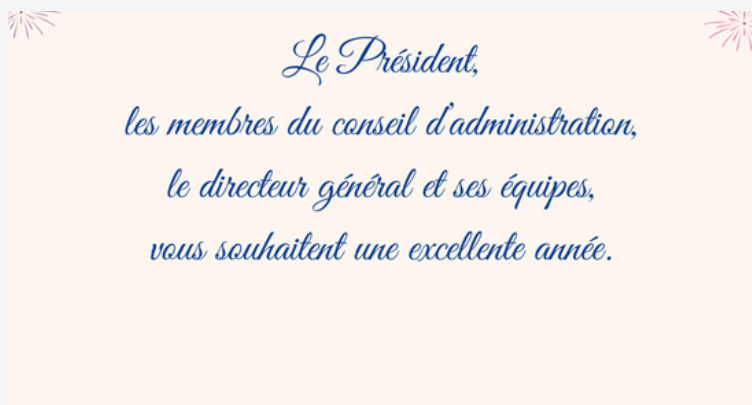 Le Président,
les membres du conseil d'administration,
le directeur général et ses équipes,
vous souhaitent une excellente année.